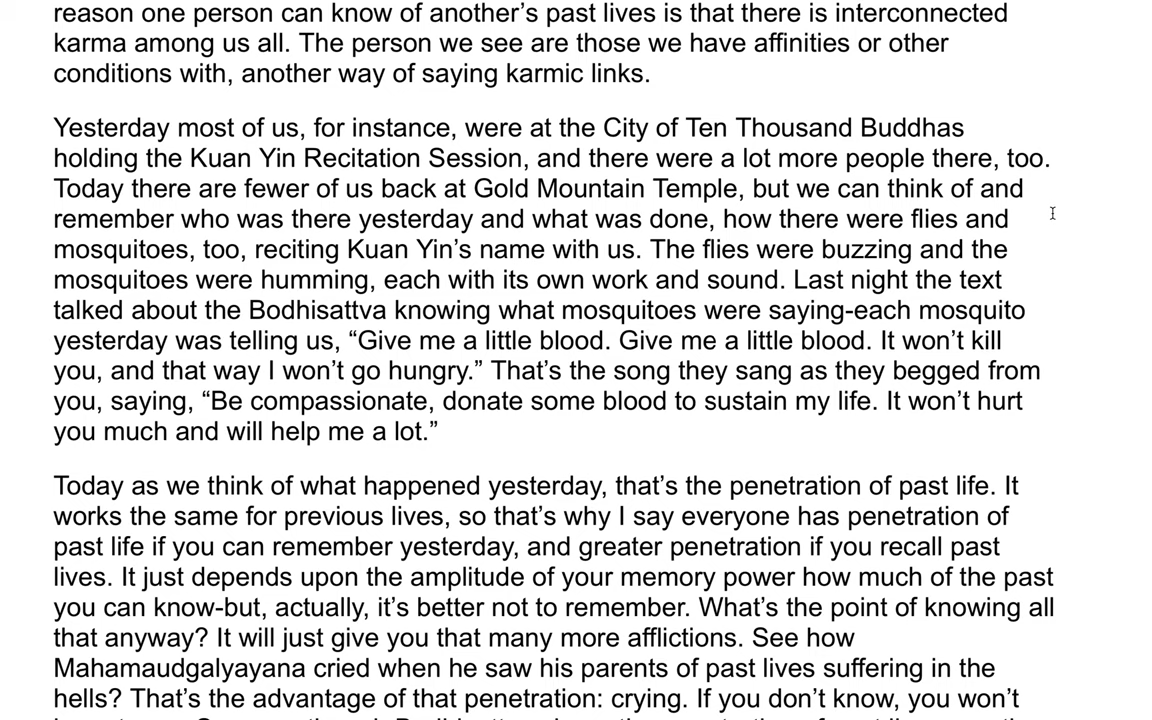 reason one person can know of another’s past lives is that there is interconnected
karma among us all. The person we see are those we have affinities or other
conditions with, another way of saying karmic links.
Yesterday most of us, for instance, were at the City of Ten Thousand Buddhas
holding the Kuan Yin Recitation Session, and there were a lot more people there, too.
Today there are fewer of us back at Gold Mountain Temple, but we can think of and
remember who was there yesterday and what was done, how there were flies and
mosquitoes, too, reciting Kuan Yin’s name with us. The flies were buzzing and the
mosquitoes were humming, each with its own work and sound. Last night the text
talked about the Bodhisattva knowing what mosquitoes were saying-each mosquito
yesterday was telling us, “Give me a little blood. Give me a little blood. It won’t kill
you, and that way I won’t go hungry.” That’s the song they sang as they begged from
you, saying, “Be compassionate, donate some blood to sustain my life. It won’t hurt
you much and will help me a lot.”
Today as we think of what happened yesterday, that’s the penetration of past life. It
works the same for previous lives, so that’s why I say everyone has penetration of
past life if you can remember yesterday, and greater penetration if you recall past
lives. It just depends upon the amplitude of your memory power how much of the past
you can know-but, actually, it’s better not to remember. What’s the point of knowing all
that anyway? It will just give you that many more afflictions. See how
Mahamaudgalyayana cried when he saw his parents of past lives suffering in the
hells? That’s the advantage of that penetration: crying. If you don’t know, you won’t